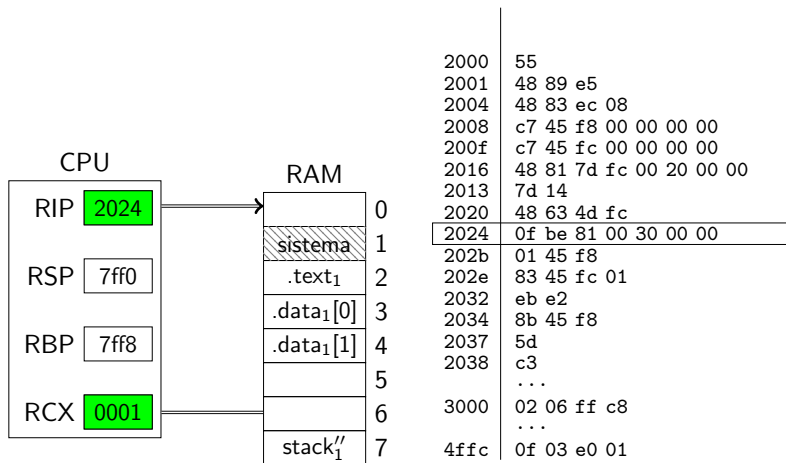 CPU
RIP 2024
RSP 7ff0
RBP 7ff8
RCX 0001
RAM
0
sistema 1
.text₁ 2
.data₁[0] 3
.data₁[1] 4
5
6
stack₁′′ 7
2000 55
2001 48 89 e5
2004 48 83 ec 08
2008 c7 45 f8 00 00 00 00
200f c7 45 fc 00 00 00 00
2016 48 81 7d fc 00 20 00 00
2013 7d 14
2020 48 63 4d fc
2024 0f be 81 00 30 00 00
202b 01 45 f8
202e 83 45 fc 01
2032 eb e2
2034 8b 45 f8
2037 5d
2038 c3
...
3000 02 06 ff c8
...
4ffc 0f 03 e0 01